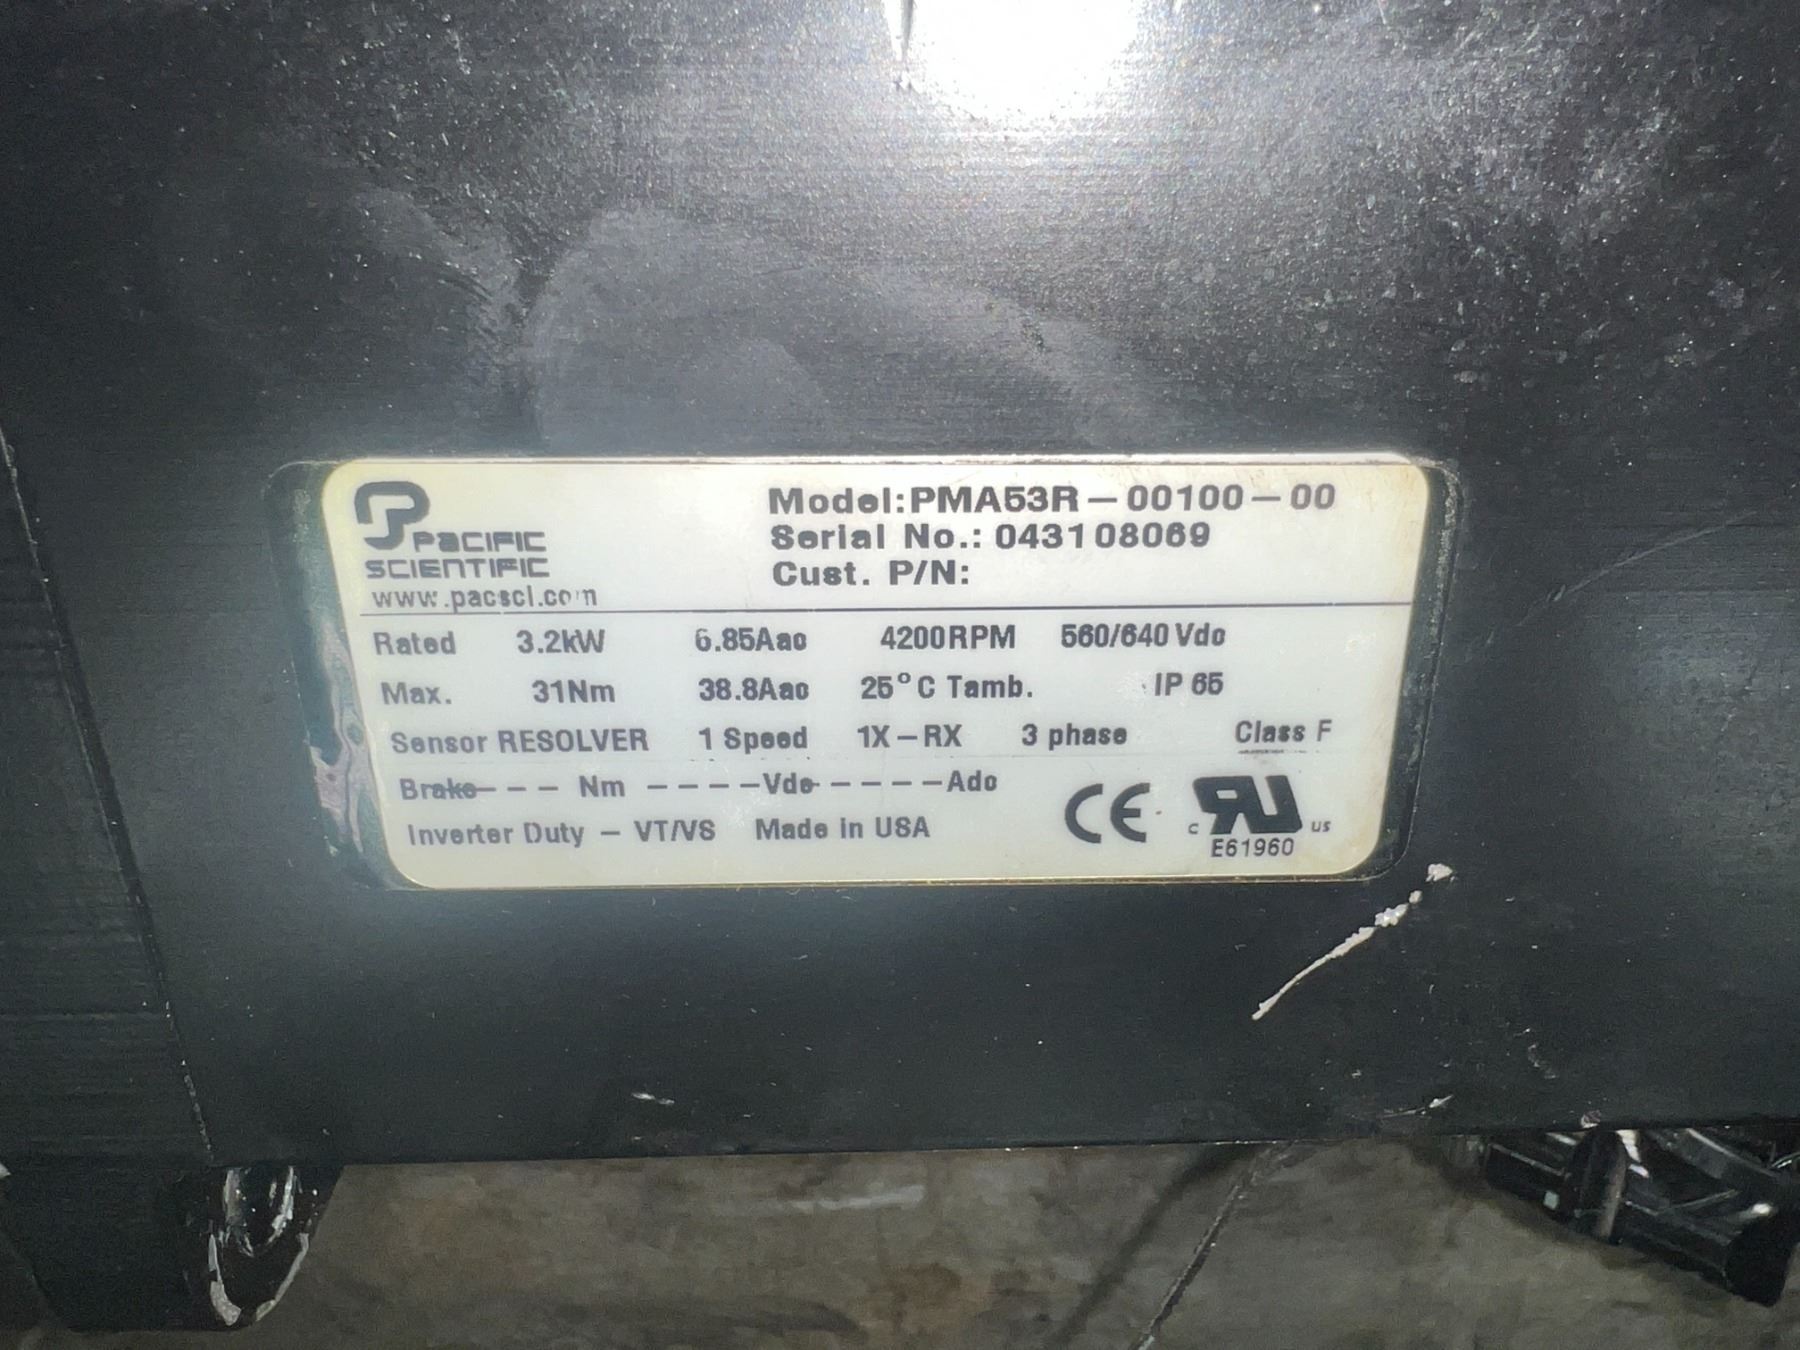 PACIFIC
SCIENTIFIC
www.pacscl.com
Model:PMA53R-00100-00
Serial No.: 043108069
Cust. P/N:
Rated 3.2kW 6.85Aac 4200RPM 560/640 Vdc
Max. 31Nm 38.8Aac 25°C Tamb. IP 65
Sensor RESOLVER 1 Speed 1X-RX 3 phase Class F
Brake--- Nm ----Vdc-----Adc
Inverter Duty - VT/VS Made in USA
CE
c RU us
E61960